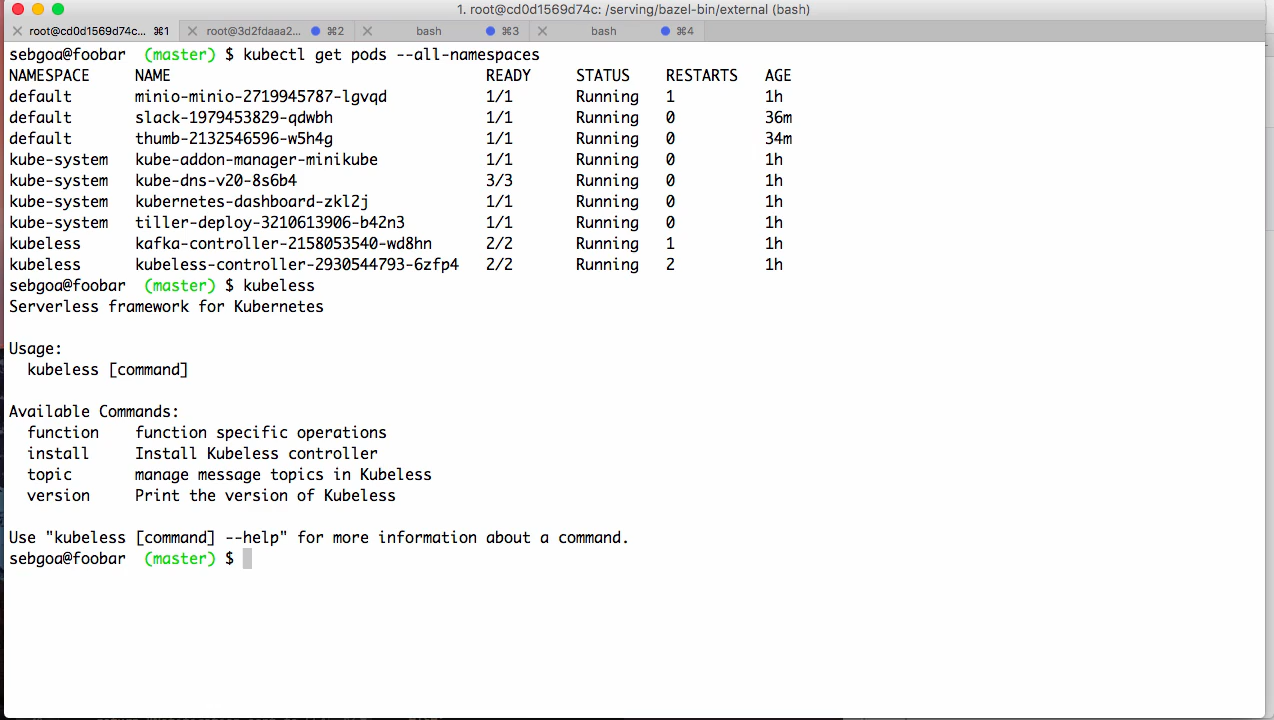 1. root@cd0d1569d74c: /serving/bazel-bin/external (bash)
root@cd0d1569d74c... ⌘1 root@3d2fdaaa2... ⌘2 bash ⌘3 bash ⌘4
sebgoa@foobar (master) $ kubectl get pods --all-namespaces
NAMESPACE NAME READY STATUS RESTARTS AGE
default minio-minio-2719945787-lgvqd 1/1 Running 1 1h
default slack-1979453829-qdwbh 1/1 Running 0 36m
default thumb-2132546596-w5h4g 1/1 Running 0 34m
kube-system kube-addon-manager-minikube 1/1 Running 0 1h
kube-system kube-dns-v20-8s6b4 3/3 Running 0 1h
kube-system kubernetes-dashboard-zkl2j 1/1 Running 0 1h
kube-system tiller-deploy-3210613906-b42n3 1/1 Running 0 1h
kubeless kafka-controller-2158053540-wd8hn 2/2 Running 1 1h
kubeless kubeless-controller-2930544793-6zfp4 2/2 Running 2 1h
sebgoa@foobar (master) $ kubeless
Serverless framework for Kubernetes
Usage:
kubeless [command]
Available Commands:
function function specific operations
install Install Kubeless controller
topic manage message topics in Kubeless
version Print the version of Kubeless
Use "kubeless [command] --help" for more information about a command.
sebgoa@foobar (master) $